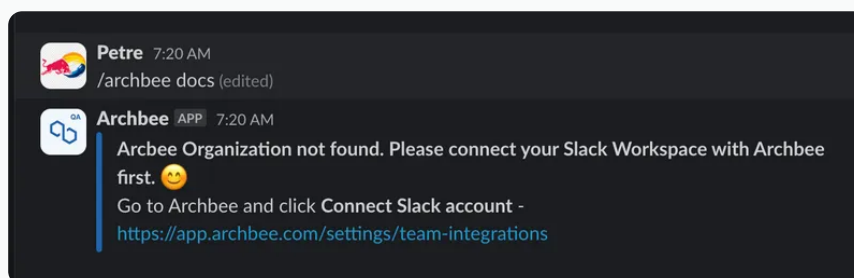 Petre 7:20 AM
/archbee docs (edited)
QA
Archbee APP 7:20 AM
Arcbee Organization not found. Please connect your Slack Workspace with Archbee
first. 😊
Go to Archbee and click Connect Slack account -
https://app.archbee.com/settings/team-integrations